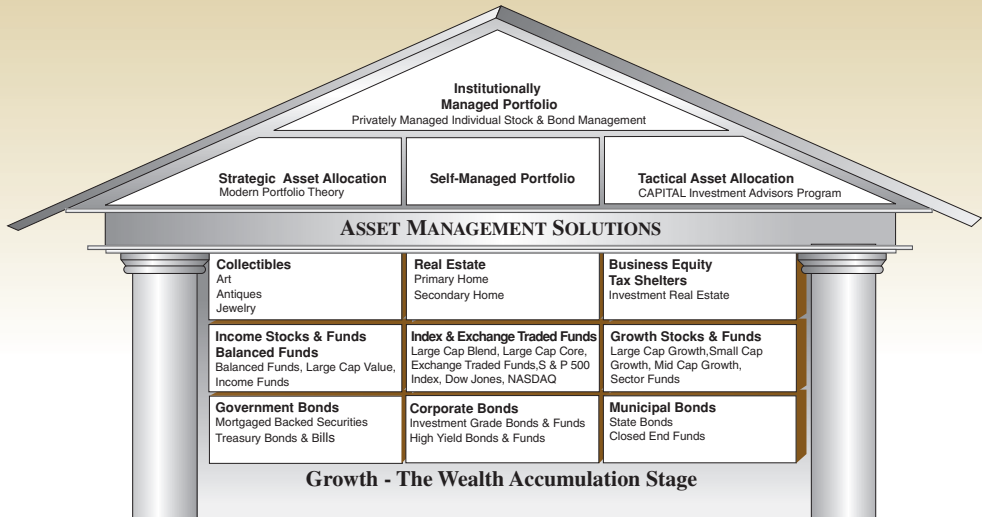 Institutionally
Managed Portfolio
Privately Managed Individual Stock & Bond Management
Strategic Asset Allocation
Modern Portfolio Theory
Self-Managed Portfolio
Tactical Asset Allocation
CAPITAL Investment Advisors Program
ASSET MANAGEMENT SOLUTIONS
Collectibles
Art
Antiques
Jewelry
Real Estate
Primary Home
Secondary Home
Business Equity
Tax Shelters
Investment Real Estate
Income Stocks & Funds
Balanced Funds
Balanced Funds, Large Cap Value,
Income Funds
Index & Exchange Traded Funds
Large Cap Blend, Large Cap Core,
Exchange Traded Funds,S & P 500
Index, Dow Jones, NASDAQ
Growth Stocks & Funds
Large Cap Growth,Small Cap
Growth, Mid Cap Growth,
Sector Funds
Government Bonds
Mortgaged Backed Securities
Treasury Bonds & Bills
Corporate Bonds
Investment Grade Bonds & Funds
High Yield Bonds & Funds
Municipal Bonds
State Bonds
Closed End Funds
Growth - The Wealth Accumulation Stage